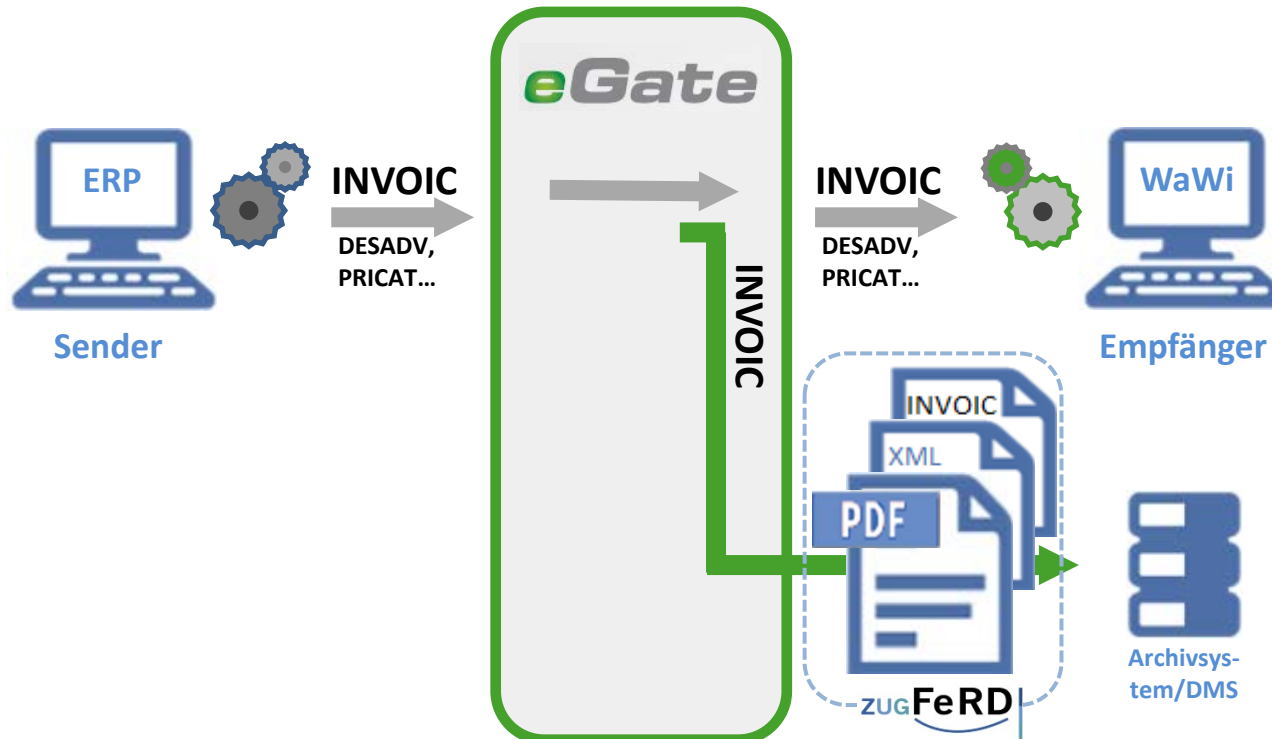 eGate
ERP
INVOIC
DESADV,
PRICAT...
Sender
INVOIC
INVOIC
DESADV,
PRICAT...
WaWi
Empfänger
INVOIC
XML
PDF
ZUGFeRD
Archivsys-
tem/DMS